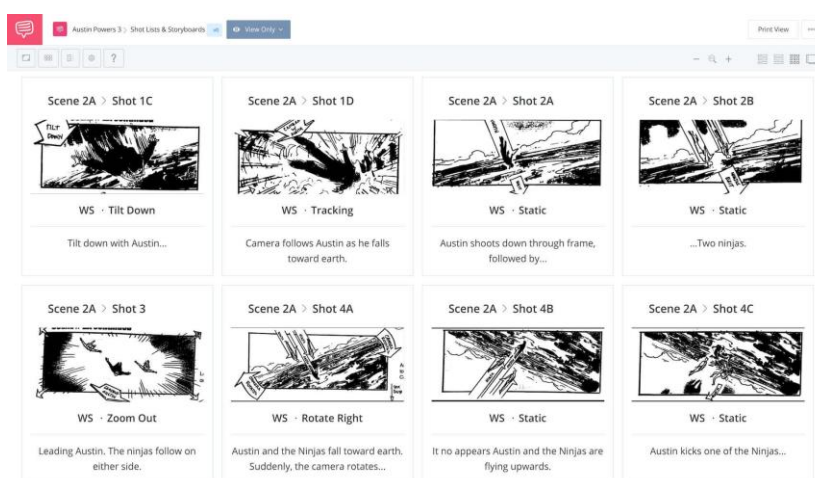 Austin Powers 3 > Shot Lists & Storyboards
View Only
Print View
?
Scene 2A > Shot 1C
Scene 2A > Shot 1D
Scene 2A > Shot 2A
Scene 2A > Shot 2B
TILT
DOWN
WS · Tilt Down
WS · Tracking
WS · Static
WS · Static
Tilt down with Austin...
Camera follows Austin as he falls
toward earth.
Austin shoots down through frame,
followed by...
...Two ninjas.
Scene 2A > Shot 3
Scene 2A > Shot 4A
Scene 2A > Shot 4B
Scene 2A > Shot 4C
WS · Zoom Out
WS · Rotate Right
WS · Static
WS · Static
Leading Austin. The ninjas follow on
either side.
Austin and the Ninjas fall toward earth.
Suddenly, the camera rotates...
It no appears Austin and the Ninjas are
flying upwards.
Austin kicks one of the Ninjas...